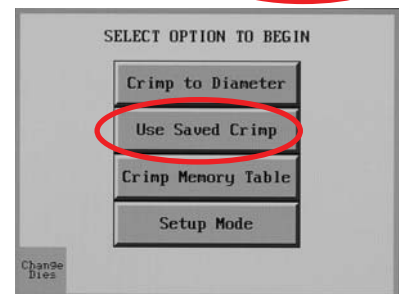 SELECT OPTION TO BEGIN
Crimp to Diameter
Use Saved Crimp
Crimp Memory Table
Setup Mode
Change
Dies